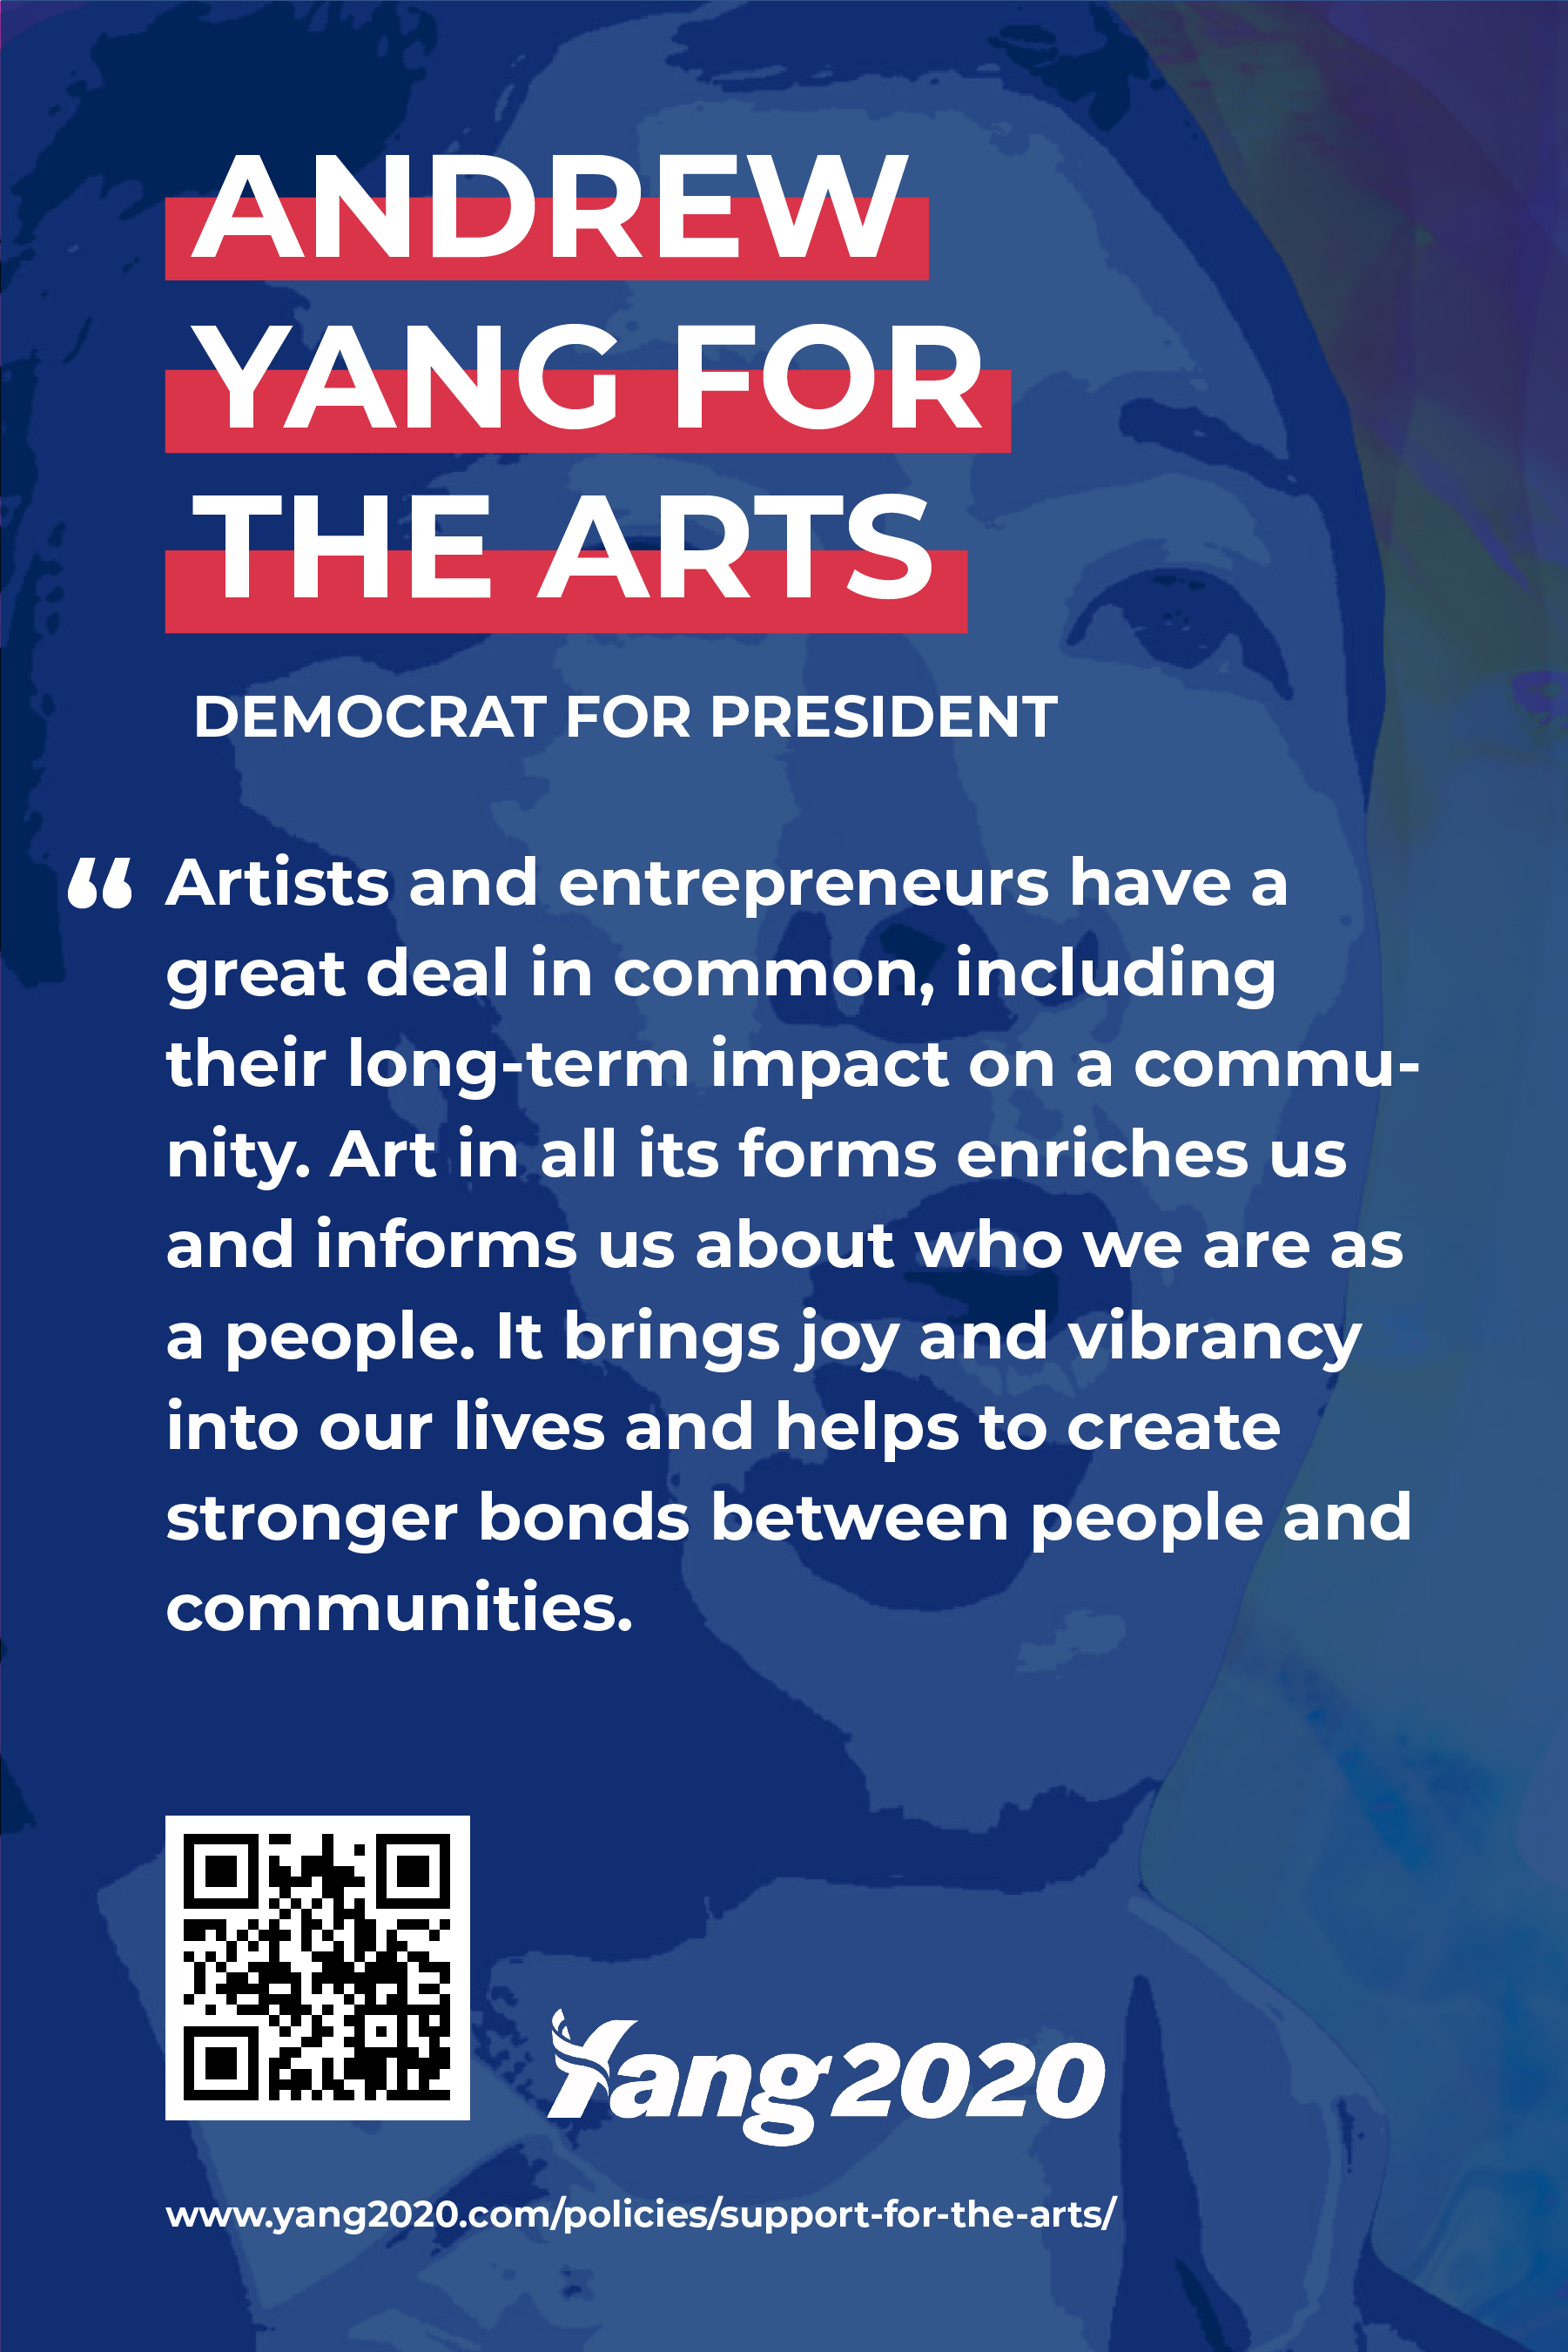 ANDREW
YANG FOR
THE ARTS
DEMOCRAT FOR PRESIDENT
“ Artists and entrepreneurs have a
great deal in common, including
their long-term impact on a commu-
nity. Art in all its forms enriches us
and informs us about who we are as
a people. It brings joy and vibrancy
into our lives and helps to create
stronger bonds between people and
communities.
Yang2020
www.yang2020.com/policies/support-for-the-arts/